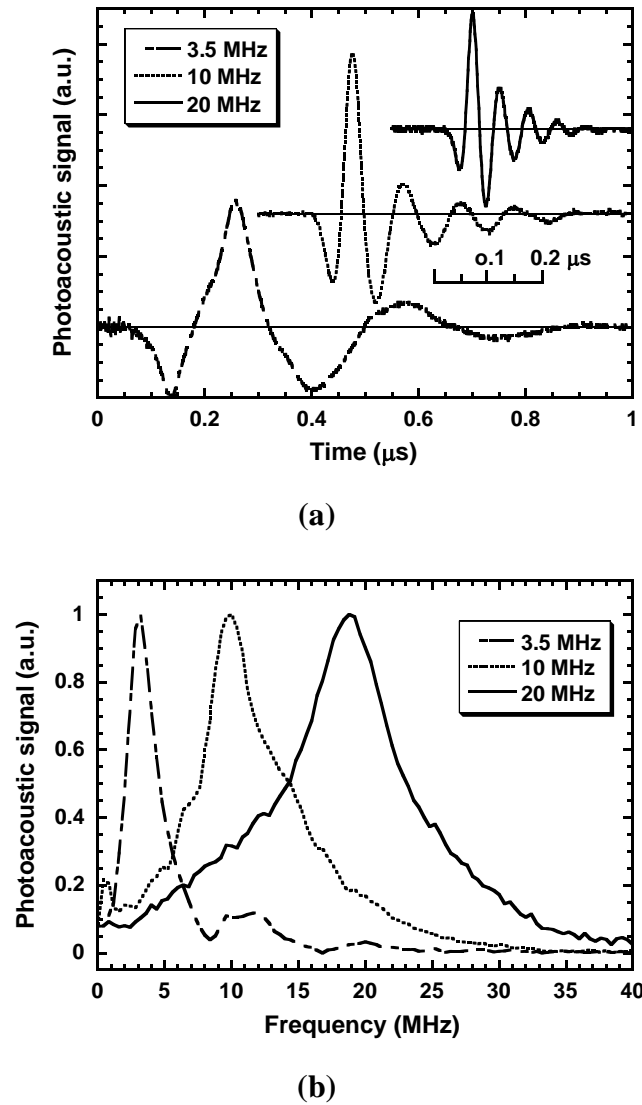 3.5 MHz
10 MHz
20 MHz
Photoacoustic signal (a.u.)
o.1 0.2 μs
0 0.2 0.4 0.6 0.8 1
Time (μs)
(a)
1
0.8
0.6
0.4
0.2
0
Photoacoustic signal (a.u.)
3.5 MHz
10 MHz
20 MHz
0 5 10 15 20 25 30 35 40
Frequency (MHz)
(b)